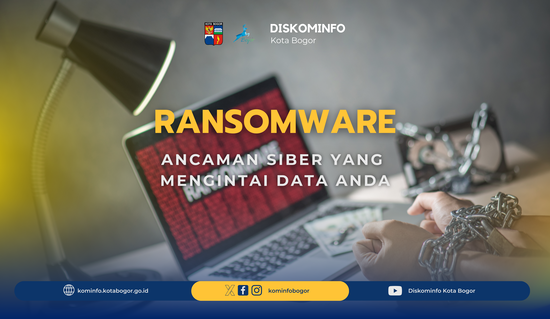 DISKOMINFO
Kota Bogor
RANSOMWARE
ANCAMAN SIBER YANG
MENGINTAI DATA ANDA
kominfo.kotabogor.go.id
kominfobogor
Diskominfo Kota Bogor